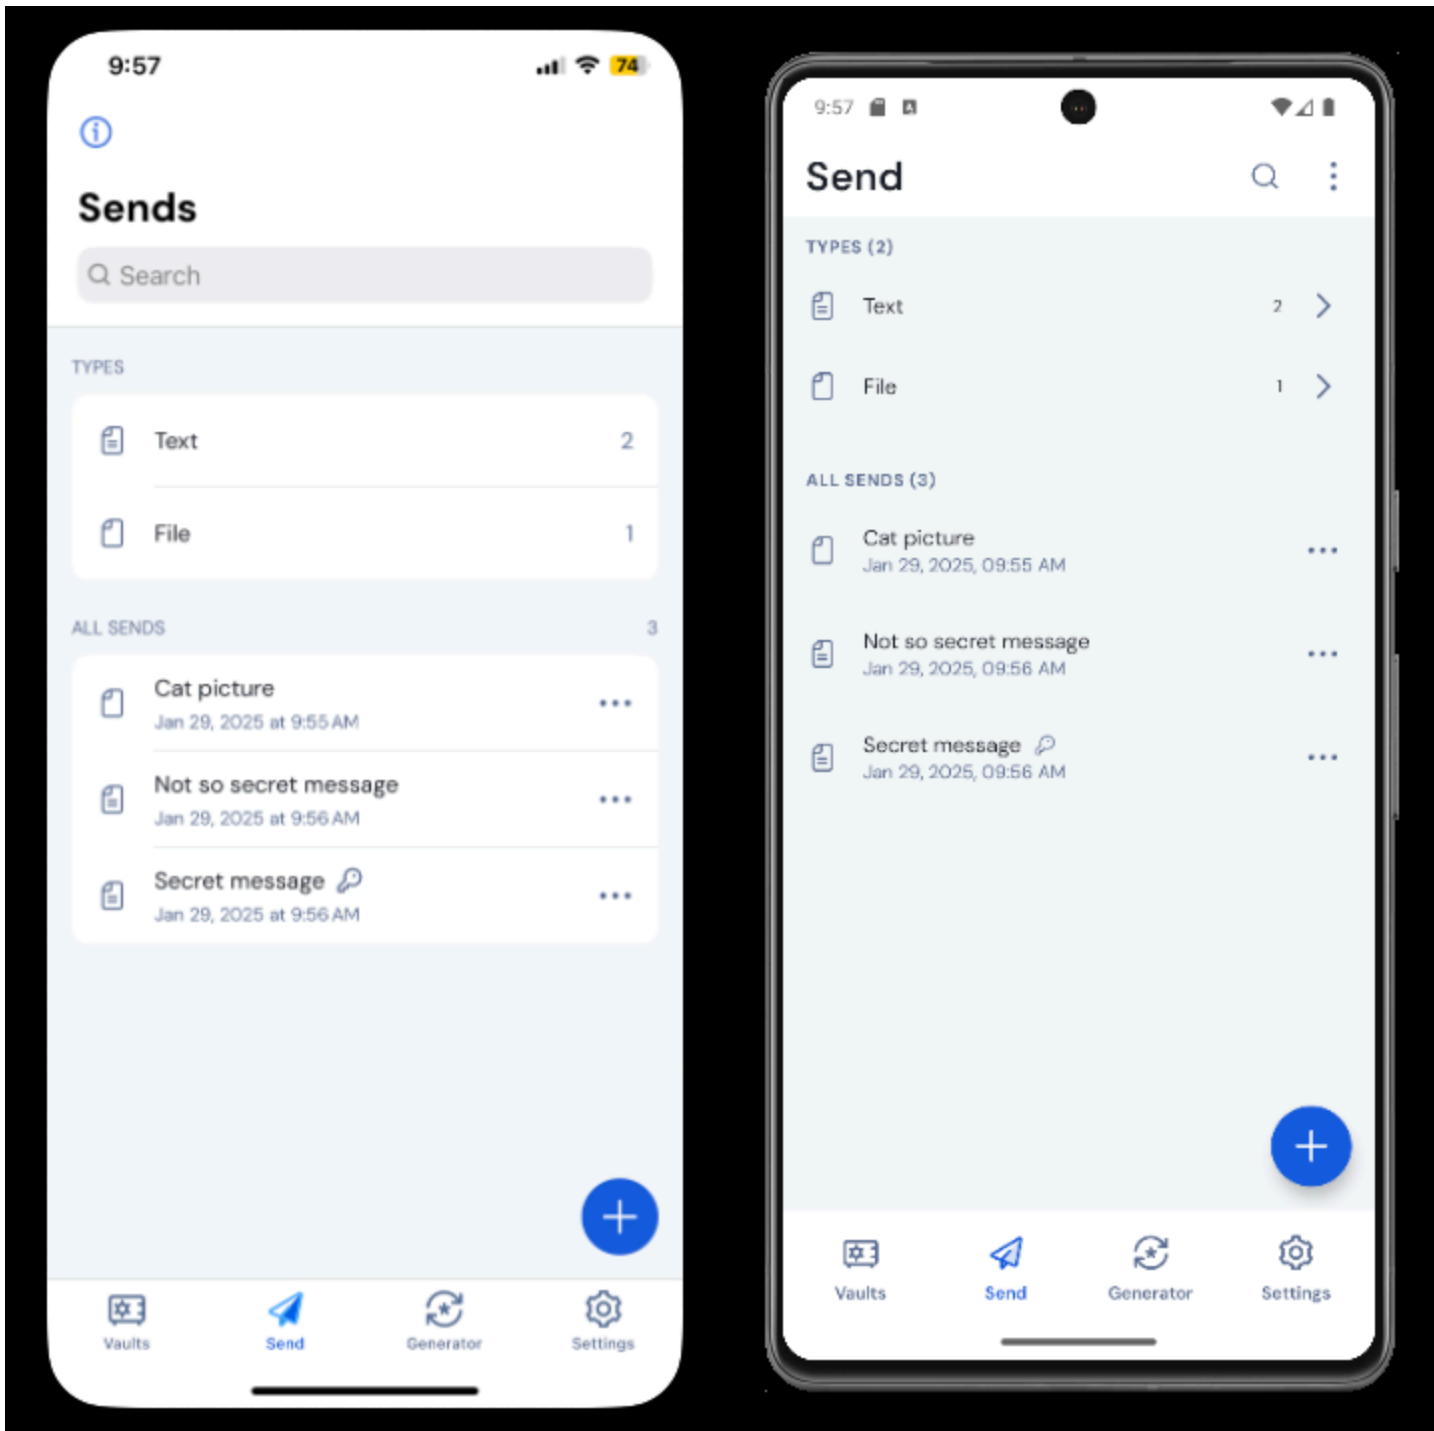 9:57
74
Sends
Search
TYPES
Text 2
File 1
ALL SENDS 3
Cat picture
Jan 29, 2025 at 9:55 AM
Not so secret message
Jan 29, 2025 at 9:56 AM
Secret message
Jan 29, 2025 at 9:56 AM
Vaults Send Generator Settings
9:57
Send
TYPES (2)
Text 2
File 1
ALL SENDS (3)
Cat picture
Jan 29, 2025, 09:55 AM
Not so secret message
Jan 29, 2025, 09:56 AM
Secret message
Jan 29, 2025, 09:56 AM
Vaults Send Generator Settings